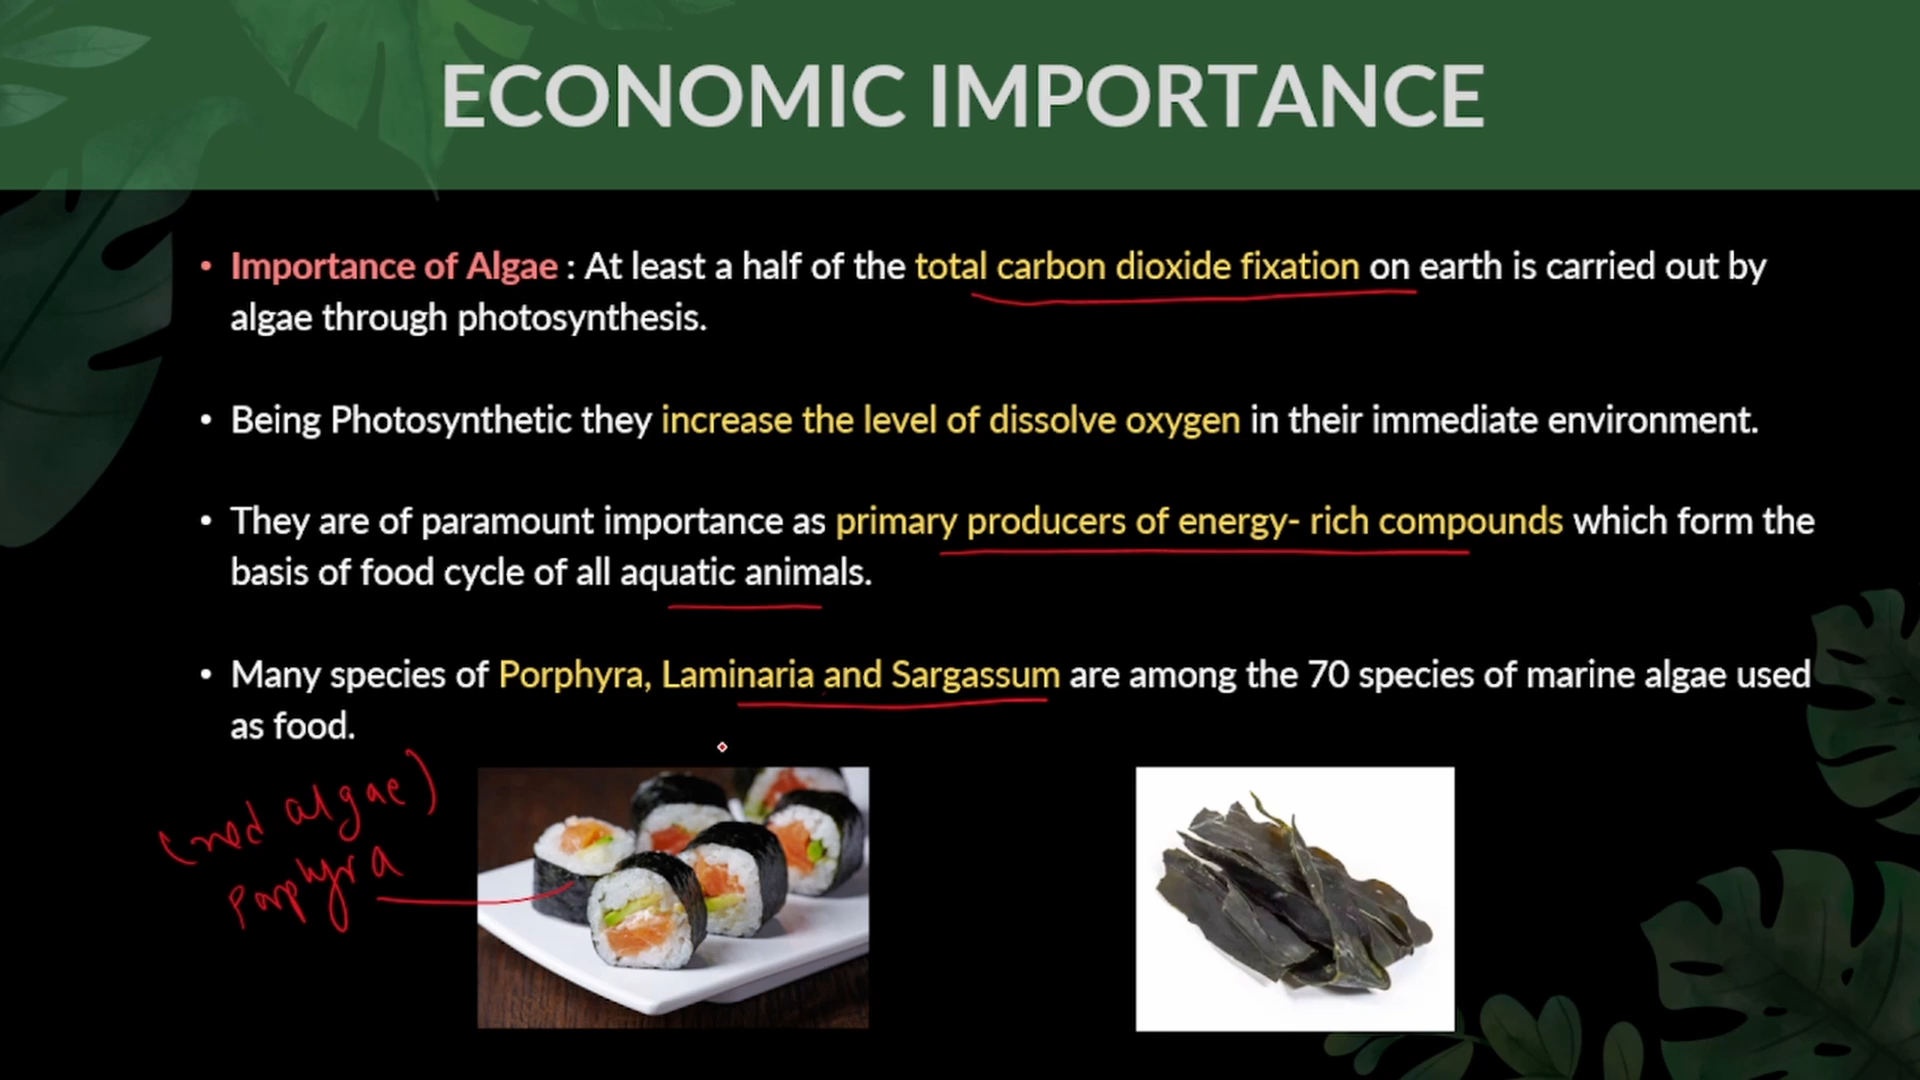 ECONOMIC IMPORTANCE
• Importance of Algae : At least a half of the total carbon dioxide fixation on earth is carried out by
algae through photosynthesis.
• Being Photosynthetic they increase the level of dissolve oxygen in their immediate environment.
• They are of paramount importance as primary producers of energy- rich compounds which form the
basis of food cycle of all aquatic animals.
• Many species of Porphyra, Laminaria and Sargassum are among the 70 species of marine algae used
as food.
(red algae)
Porphyra